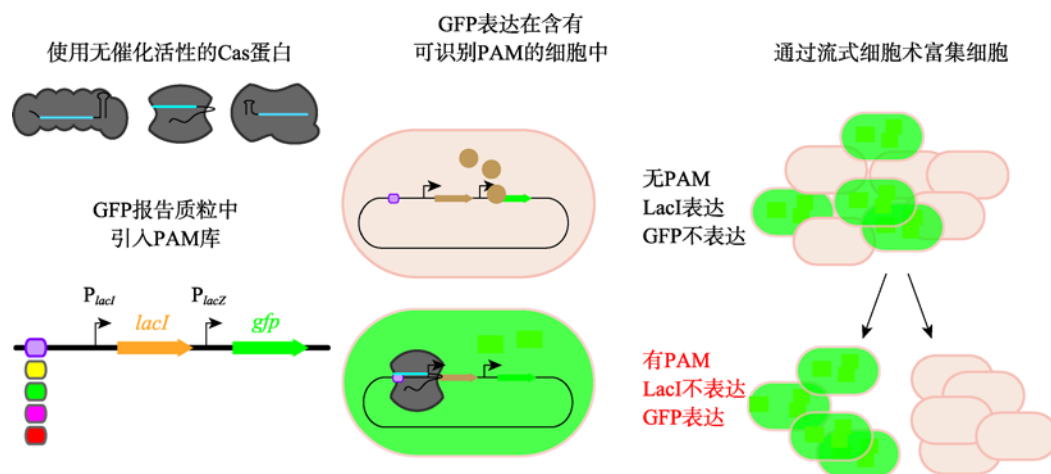 使用无催化活性的Cas蛋白
GFP报告质粒中
引入PAM库
PlacI
PlacZ
lacI
gfp
GFP表达在含有
可识别PAM的细胞中
通过流式细胞术富集细胞
无PAM
LacI表达
GFP不表达
有PAM
LacI不表达
GFP表达